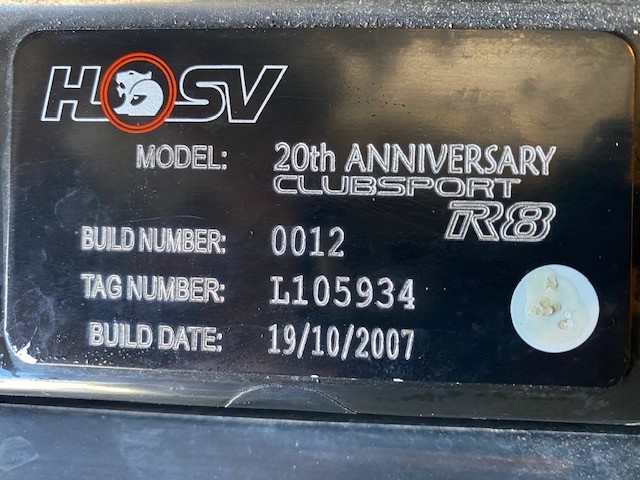 HSV
MODEL: 20th ANNIVERSARY
CLUBSPORT
R8
BUILD NUMBER: 0012
TAG NUMBER: L105934
BUILD DATE: 19/10/2007